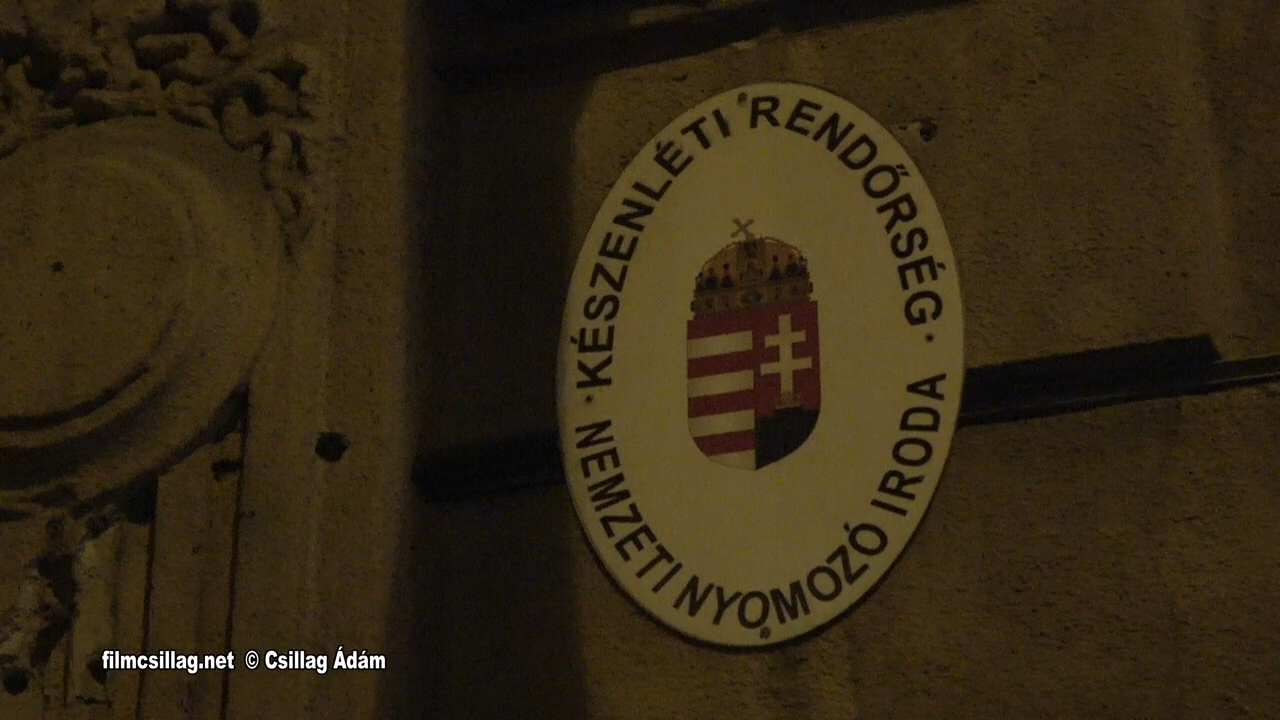 · KÉSZENLÉTI RENDŐRSÉG ·
NEMZETI NYOMOZÓ IRODA
filmcsillag.net © Csillag Ádám